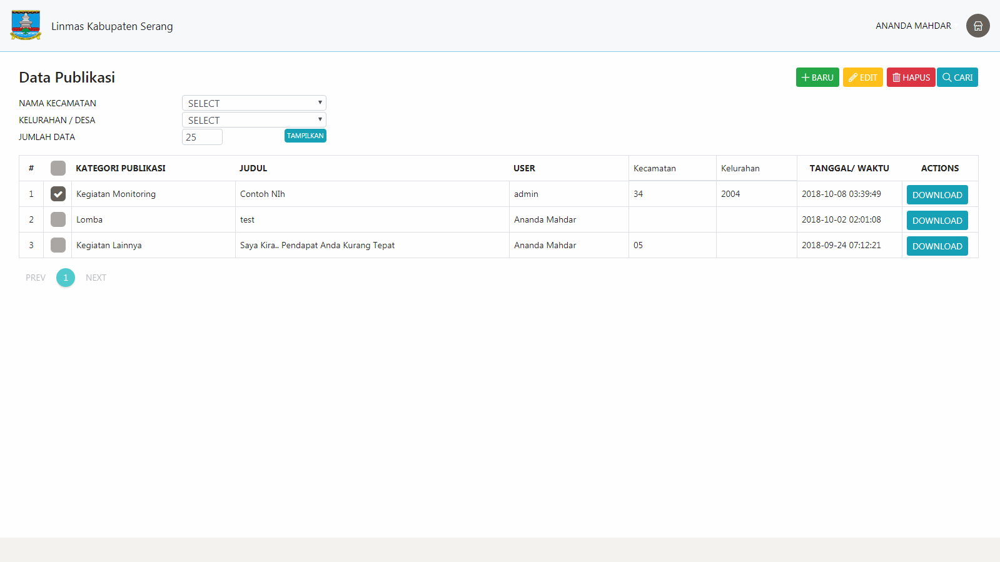 Linmas Kabupaten Serang
ANANDA MAHDAR
Data Publikasi
BARU EDIT HAPUS CARI
NAMA KECAMATAN SELECT
KELURAHAN / DESA SELECT
JUMLAH DATA 25 TAMPILKAN
# KATEGORI PUBLIKASI JUDUL USER Kecamatan Kelurahan TANGGAL/ WAKTU ACTIONS
1 Kegiatan Monitoring Contoh NIh admin 34 2004 2018-10-08 03:39:49 DOWNLOAD
2 Lomba test Ananda Mahdar 2018-10-02 02:01:08 DOWNLOAD
3 Kegiatan Lainnya Saya Kira.. Pendapat Anda Kurang Tepat Ananda Mahdar 05 2018-09-24 07:12:21 DOWNLOAD
PREV 1 NEXT